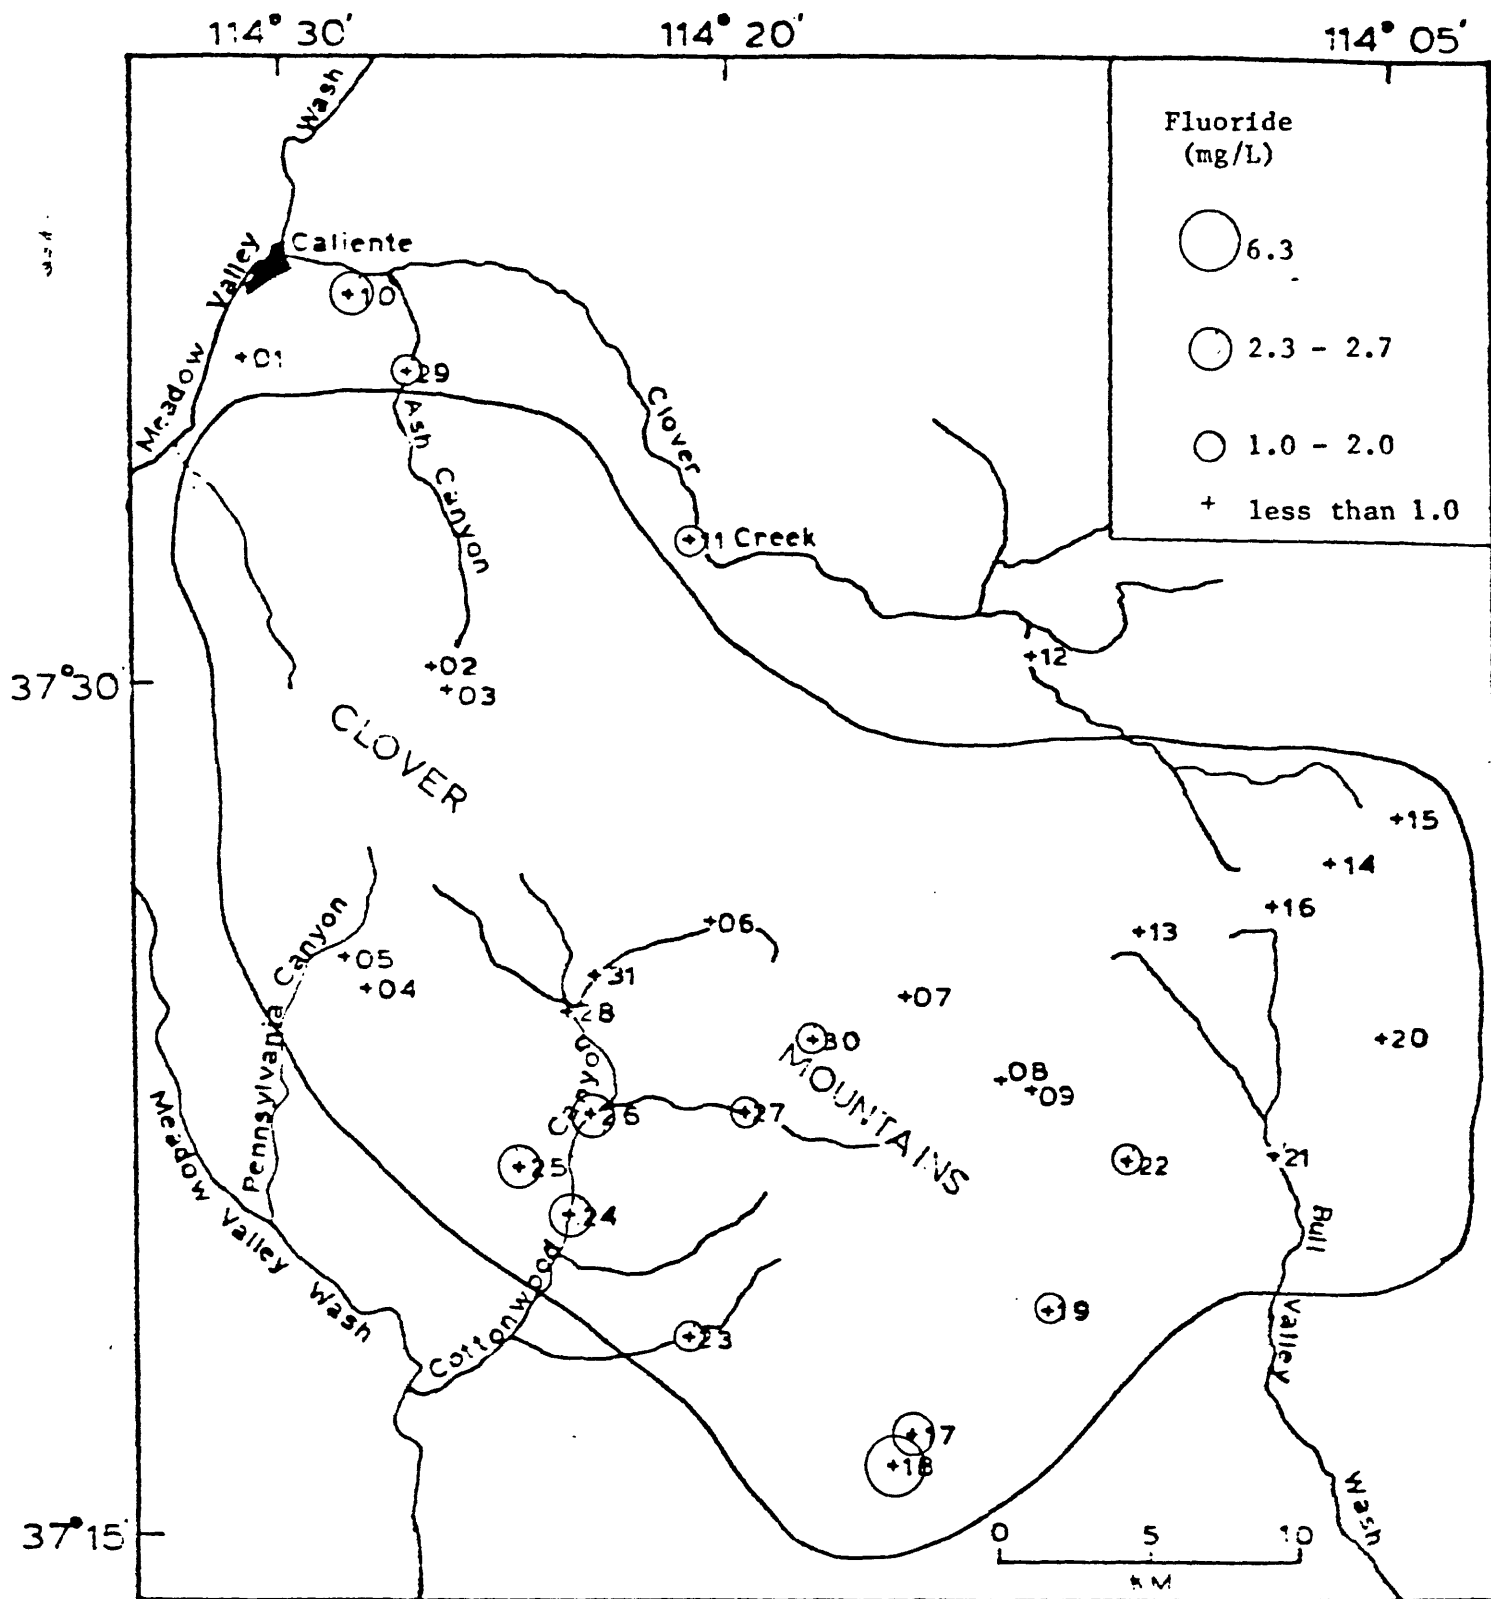 114° 30'
114° 20'
114° 05'
Wash
Fluoride
(mg/L)
6.3
2.3 - 2.7
1.0 - 2.0
+ less than 1.0
Caliente
Meadow Valley
+10
+01
+29
Ash Canyon
Clover
+11 Creek
+12
+02
37°30
+03
CLOVER
+15
+14
+16
+06
+13
Pennsylvania Canyon
+05
+31
+04
+07
+28
+30
+20
MOUNTAINS
+08
+09
Cottonwood Canyon
+26
+27
+25
+22
+21
Meadow Valley Wash
+24
Bull Valley Wash
+19
+23
+17
+18
37°15'
0 5 10
KM